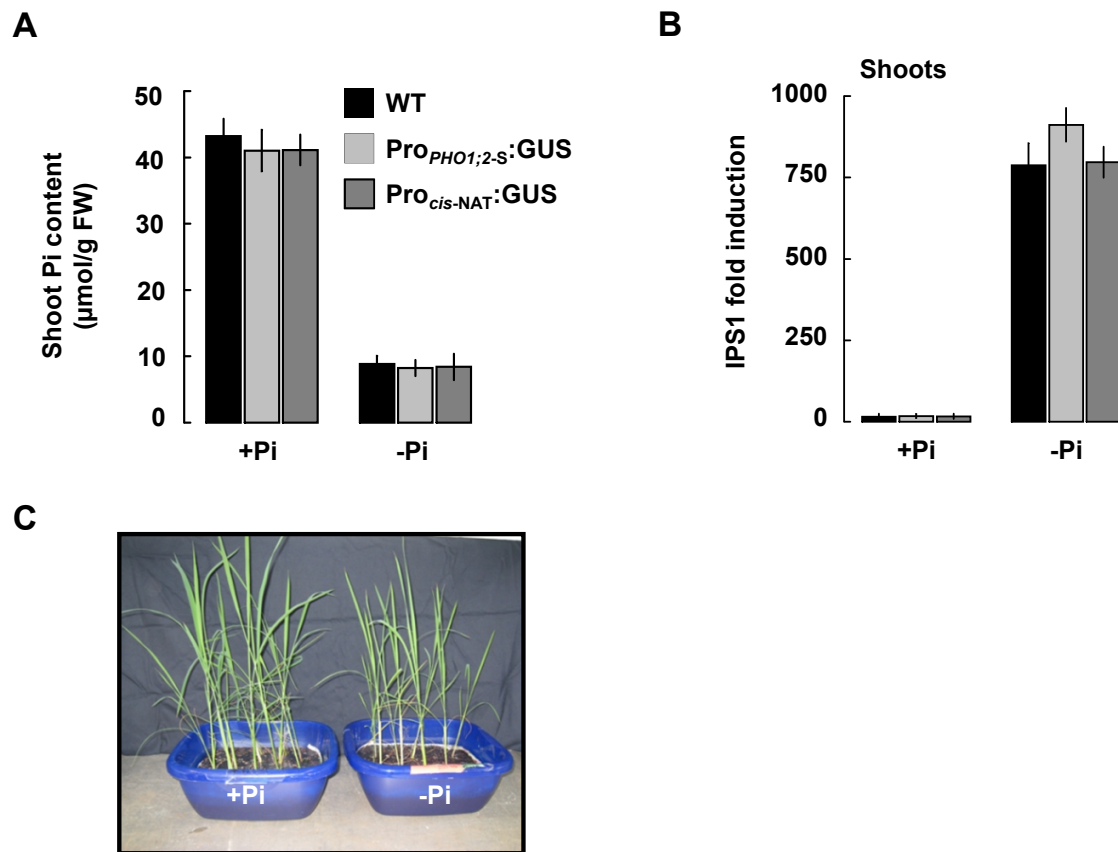 A
Shoot Pi content
(µmol/g FW)
50
40
30
20
10
0
+Pi
-Pi
WT
ProPHO1;2-S:GUS
Procis-NAT:GUS
B
Shoots
IPS1 fold induction
1000
750
500
250
0
+Pi
-Pi
C
+Pi
-Pi